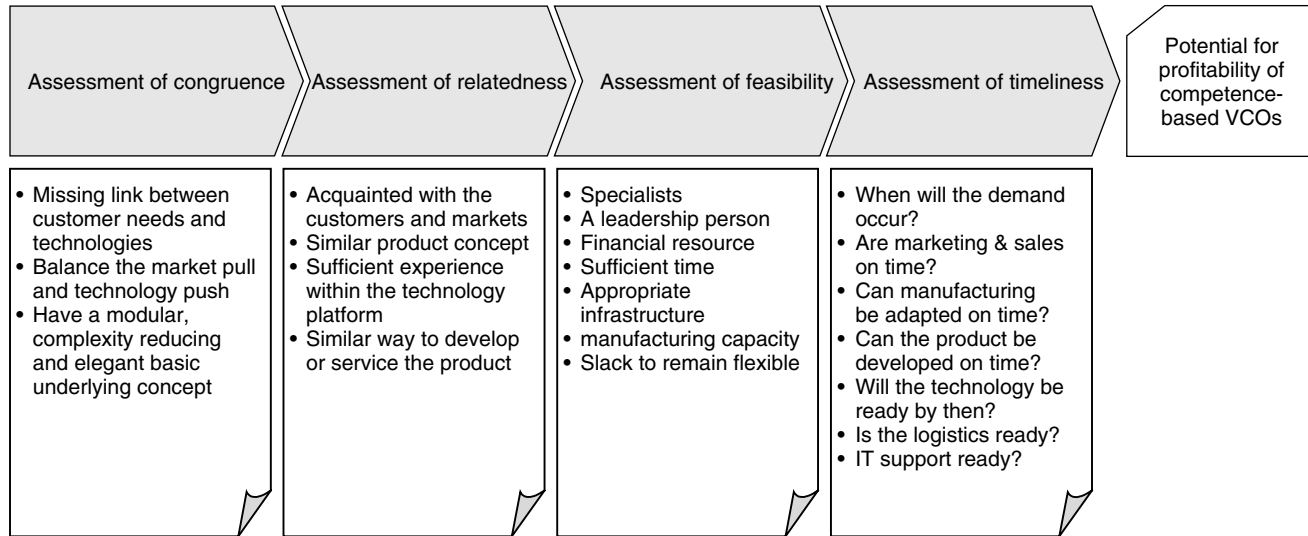 Assessment of congruence
Assessment of relatedness
Assessment of feasibility
Assessment of timeliness
Potential for
profitability of
competence-
based VCOs
• Missing link between
customer needs and
technologies
• Balance the market pull
and technology push
• Have a modular,
complexity reducing
and elegant basic
underlying concept
• Acquainted with the
customers and markets
• Similar product concept
• Sufficient experience
within the technology
platform
• Similar way to develop
or service the product
• Specialists
• A leadership person
• Financial resource
• Sufficient time
• Appropriate
infrastructure
• manufacturing capacity
• Slack to remain flexible
• When will the demand
occur?
• Are marketing & sales
on time?
• Can manufacturing
be adapted on time?
• Can the product be
developed on time?
• Will the technology be
ready by then?
• Is the logistics ready?
• IT support ready?